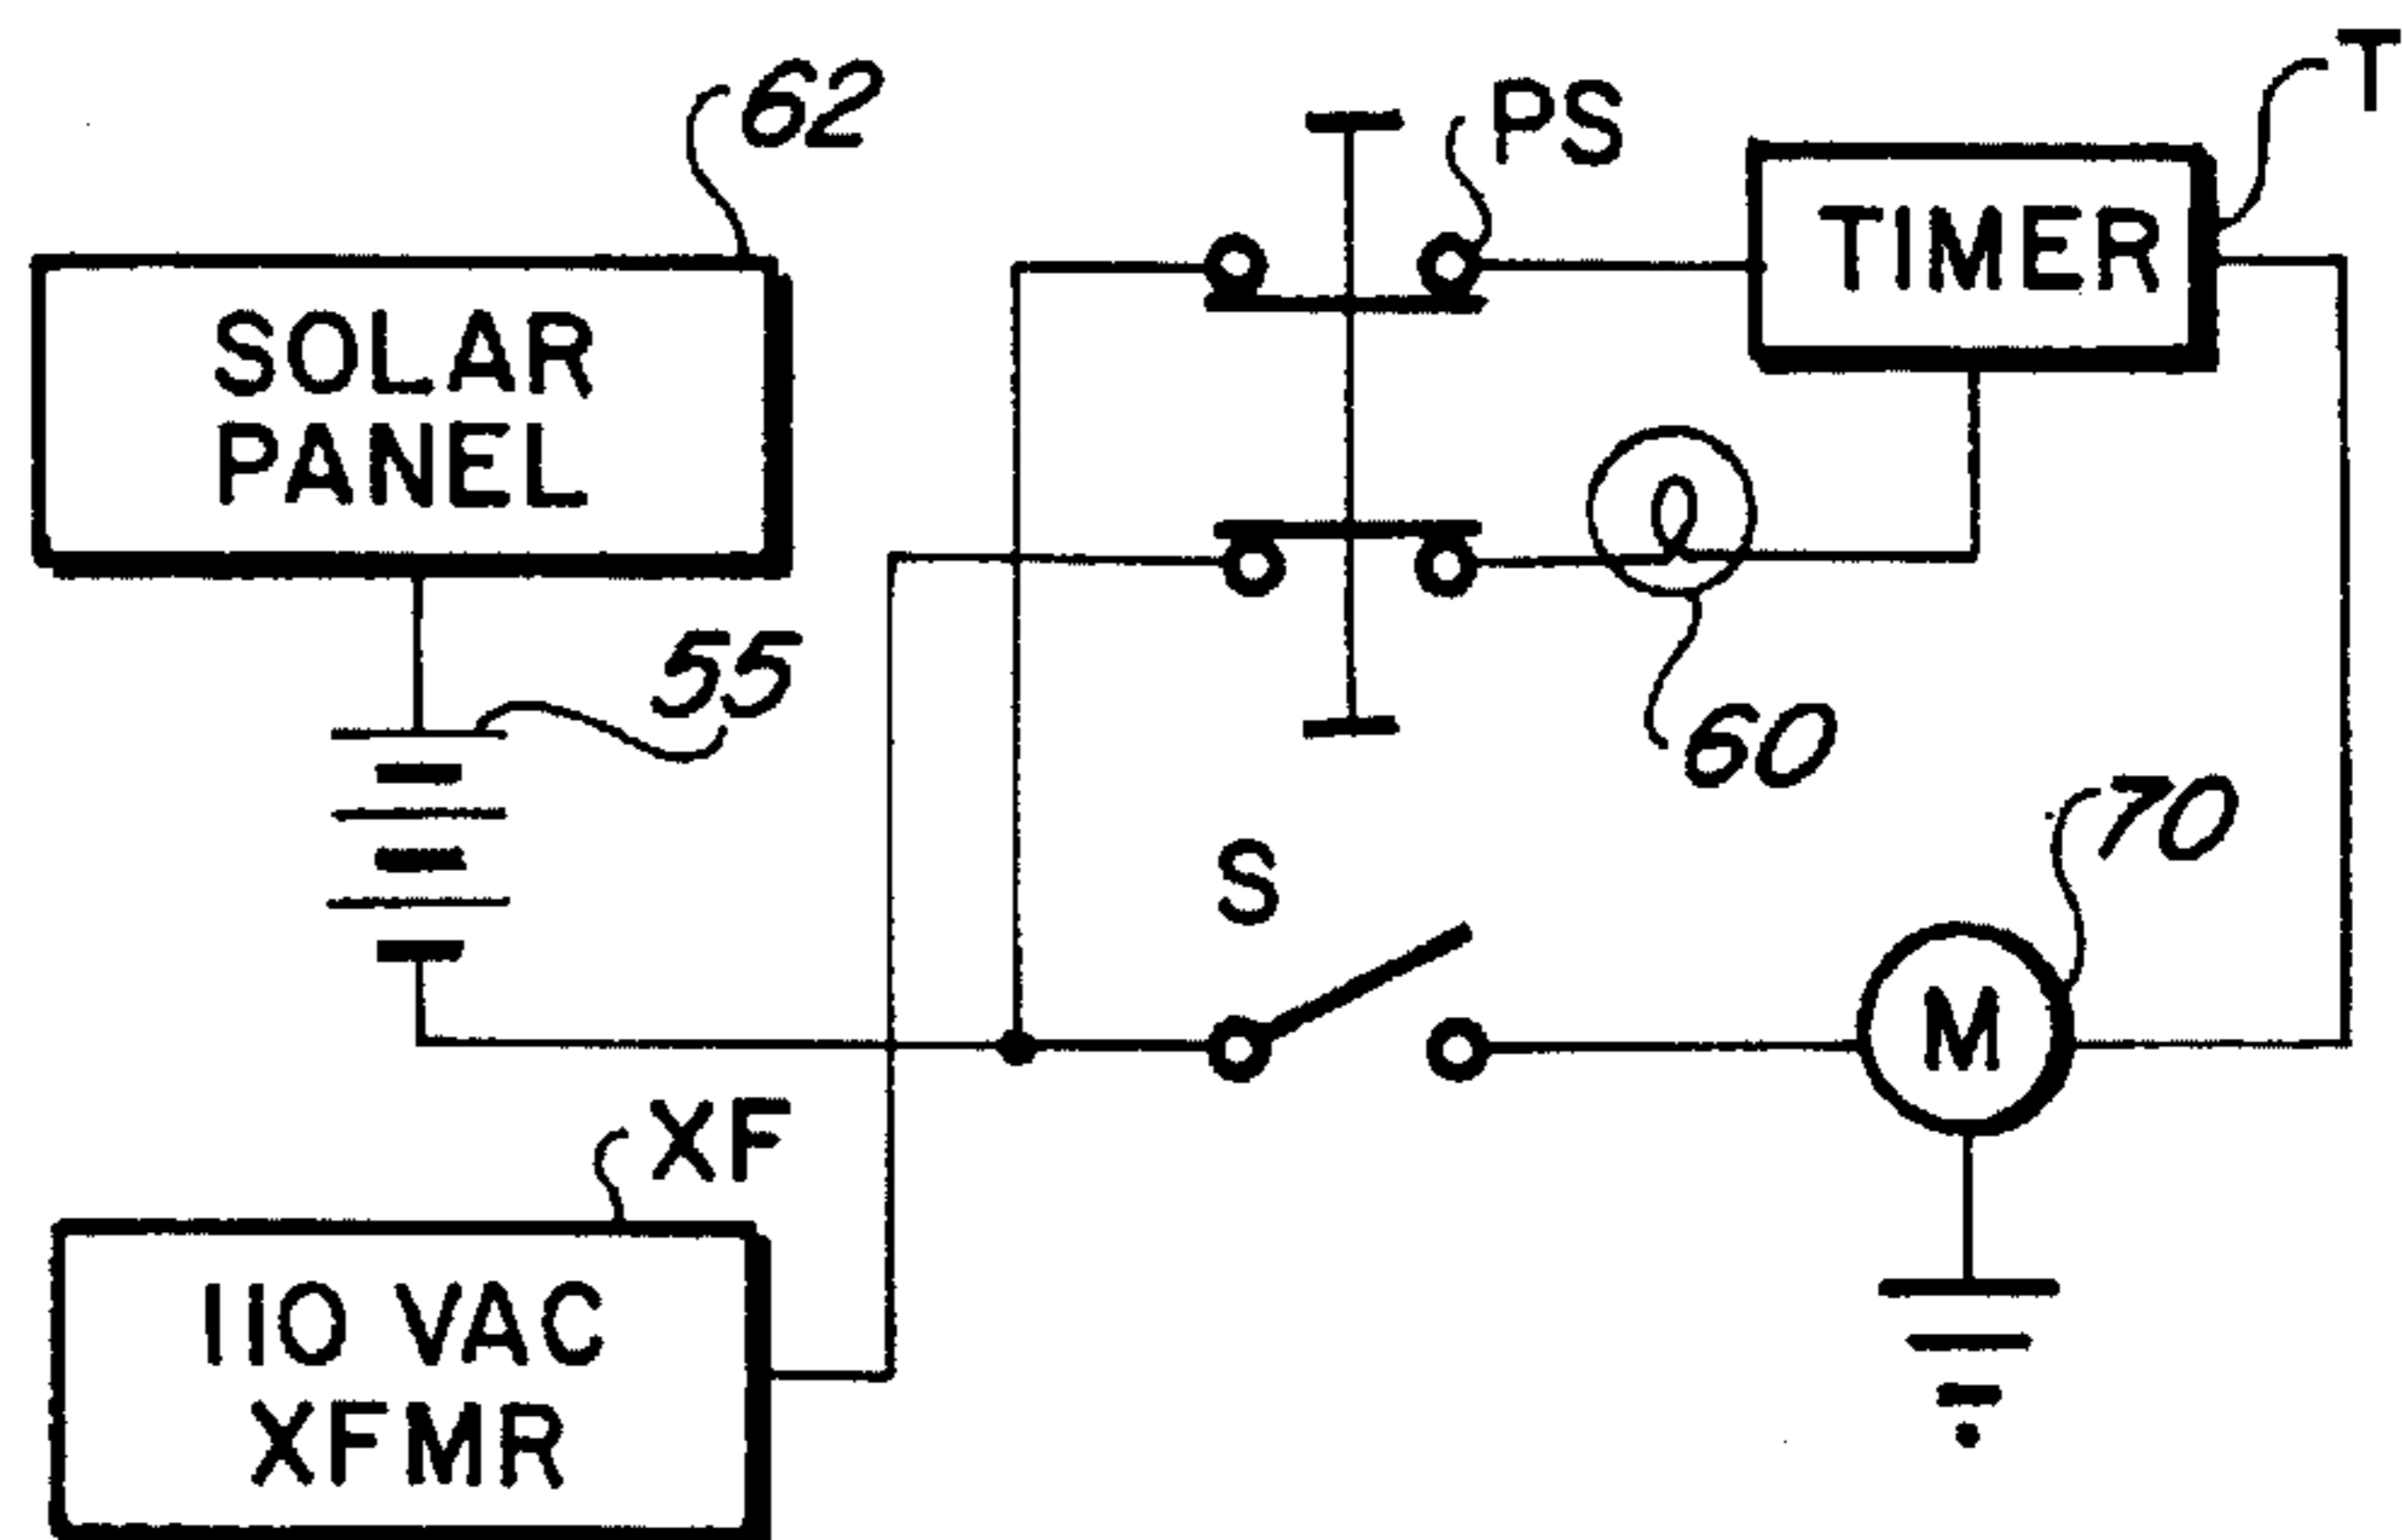 62
PS
T
TIMER
SOLAR
PANEL
55
60
70
S
M
XF
110 VAC
XFMR